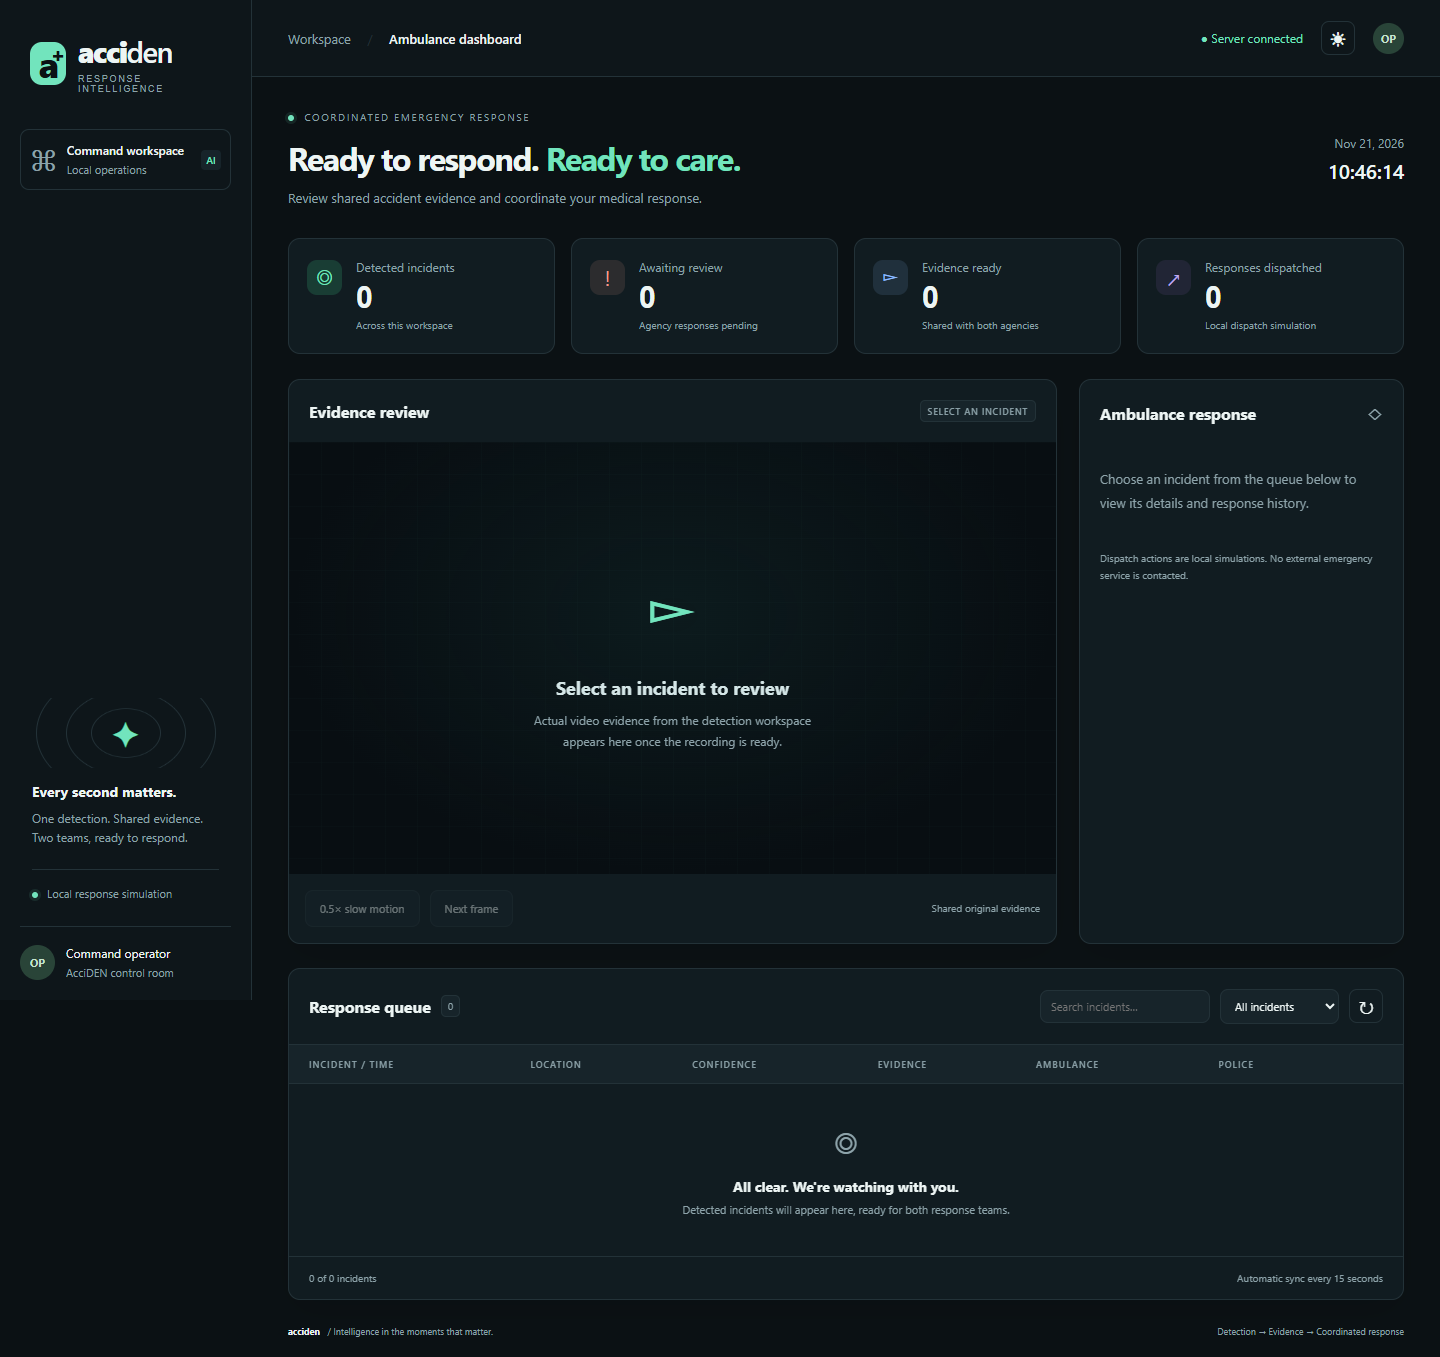 a+
acciden
RESPONSE
INTELLIGENCE
⌘
Command workspace
Local operations
AI
Every second matters.
One detection. Shared evidence.
Two teams, ready to respond.
Local response simulation
OP
Command operator
AcciDEN control room
Workspace / Ambulance dashboard
Server connected
OP
COORDINATED EMERGENCY RESPONSE
Ready to respond. Ready to care.
Review shared accident evidence and coordinate your medical response.
Nov 21, 2026
10:46:14
Detected incidents
0
Across this workspace
!
Awaiting review
0
Agency responses pending
Evidence ready
0
Shared with both agencies
Responses dispatched
0
Local dispatch simulation
Evidence review
SELECT AN INCIDENT
Select an incident to review
Actual video evidence from the detection workspace
appears here once the recording is ready.
0.5× slow motion
Next frame
Shared original evidence
Ambulance response
Choose an incident from the queue below to
view its details and response history.
Dispatch actions are local simulations. No external emergency
service is contacted.
Response queue 0
Search incidents...
All incidents
INCIDENT / TIME LOCATION CONFIDENCE EVIDENCE AMBULANCE POLICE
All clear. We're watching with you.
Detected incidents will appear here, ready for both response teams.
0 of 0 incidents
Automatic sync every 15 seconds
acciden / Intelligence in the moments that matter.
Detection → Evidence → Coordinated response